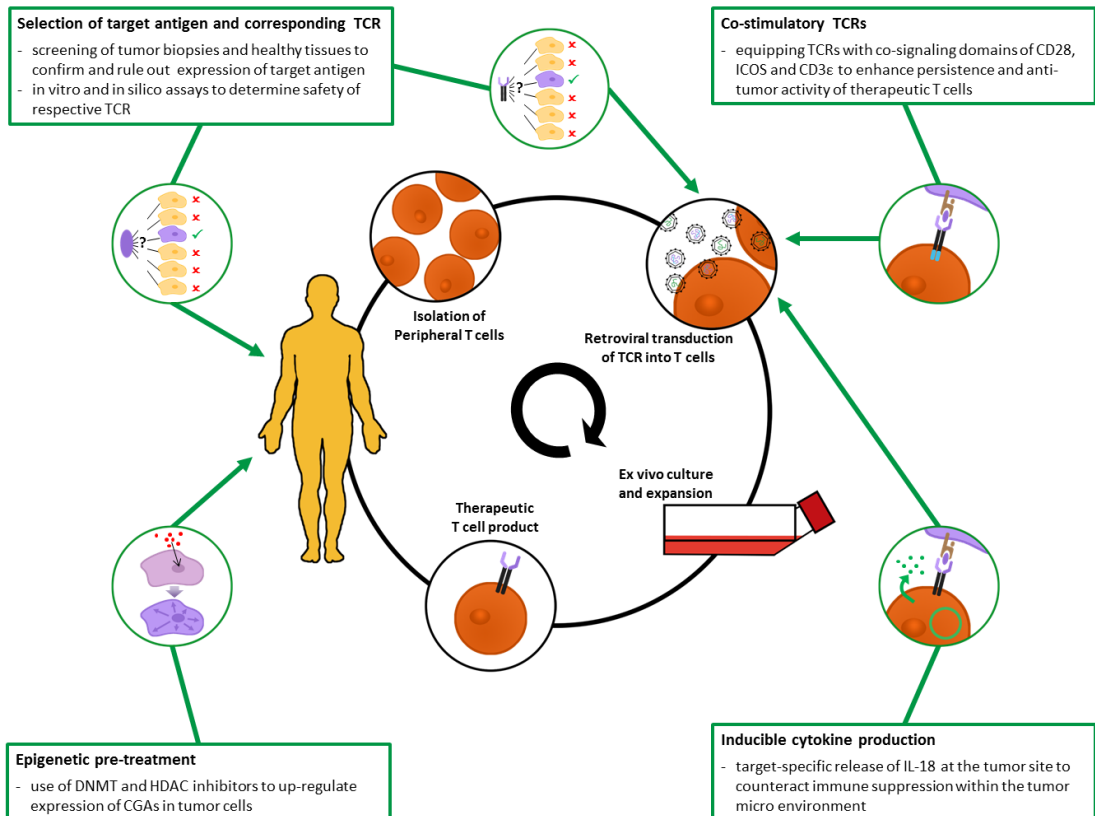 Selection of target antigen and corresponding TCR
- screening of tumor biopsies and healthy tissues to
confirm and rule out expression of target antigen
- in vitro and in silico assays to determine safety of
respective TCR
?
Co-stimulatory TCRs
- equipping TCRs with co-signaling domains of CD28,
ICOS and CD3ε to enhance persistence and anti-
tumor activity of therapeutic T cells
?
Isolation of
Peripheral T cells
Retroviral transduction
of TCR into T cells
Ex vivo culture
and expansion
Therapeutic
T cell product
Epigenetic pre-treatment
- use of DNMT and HDAC inhibitors to up-regulate
expression of CGAs in tumor cells
Inducible cytokine production
- target-specific release of IL-18 at the tumor site to
counteract immune suppression within the tumor
micro environment